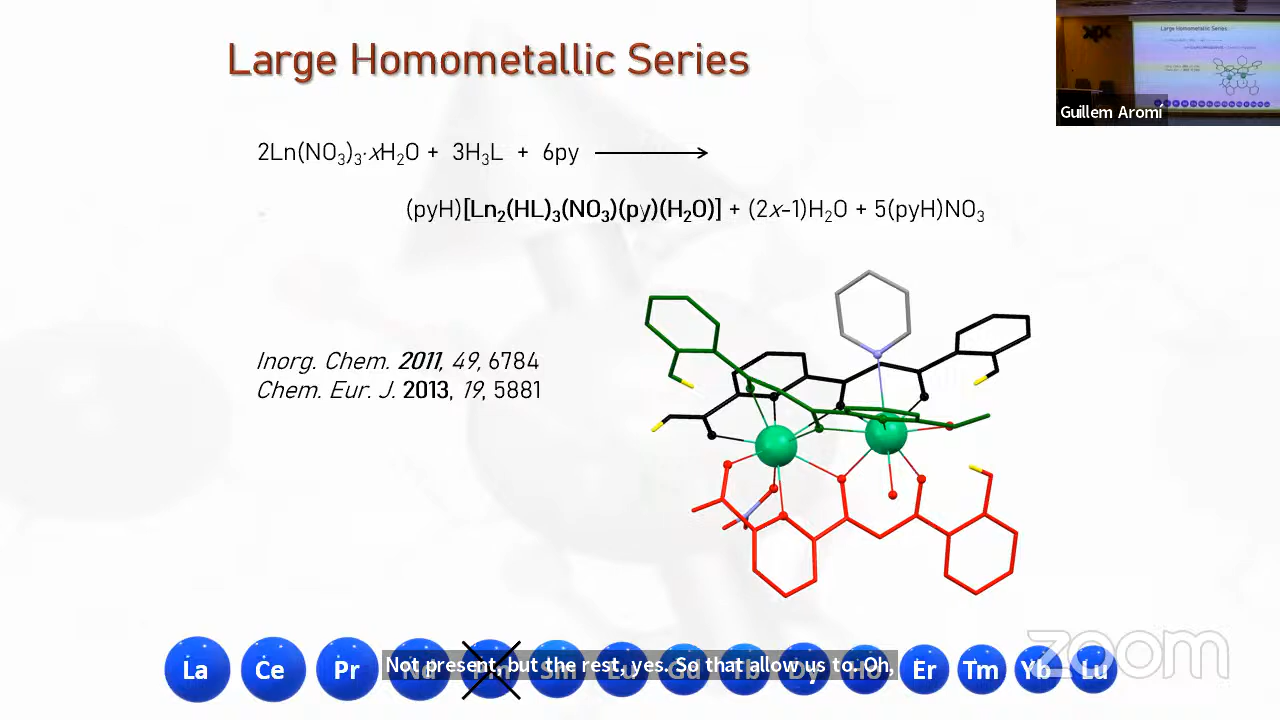 Large Homometallic Series
Guillem Aromí
2Ln(NO₃)₃·xH₂O + 3H₃L + 6py ⟶
(pyH)[Ln₂(HL)₃(NO₃)(py)(H₂O)] + (2x-1)H₂O + 5(pyH)NO₃
Inorg. Chem. 2011, 49, 6784
Chem. Eur. J. 2013, 19, 5881
zoom
La Ce Pr Nd Pm Sm Eu Gd Tb Dy Ho Er Tm Yb Lu
Not present, but the rest, yes. So that allow us to. Oh,